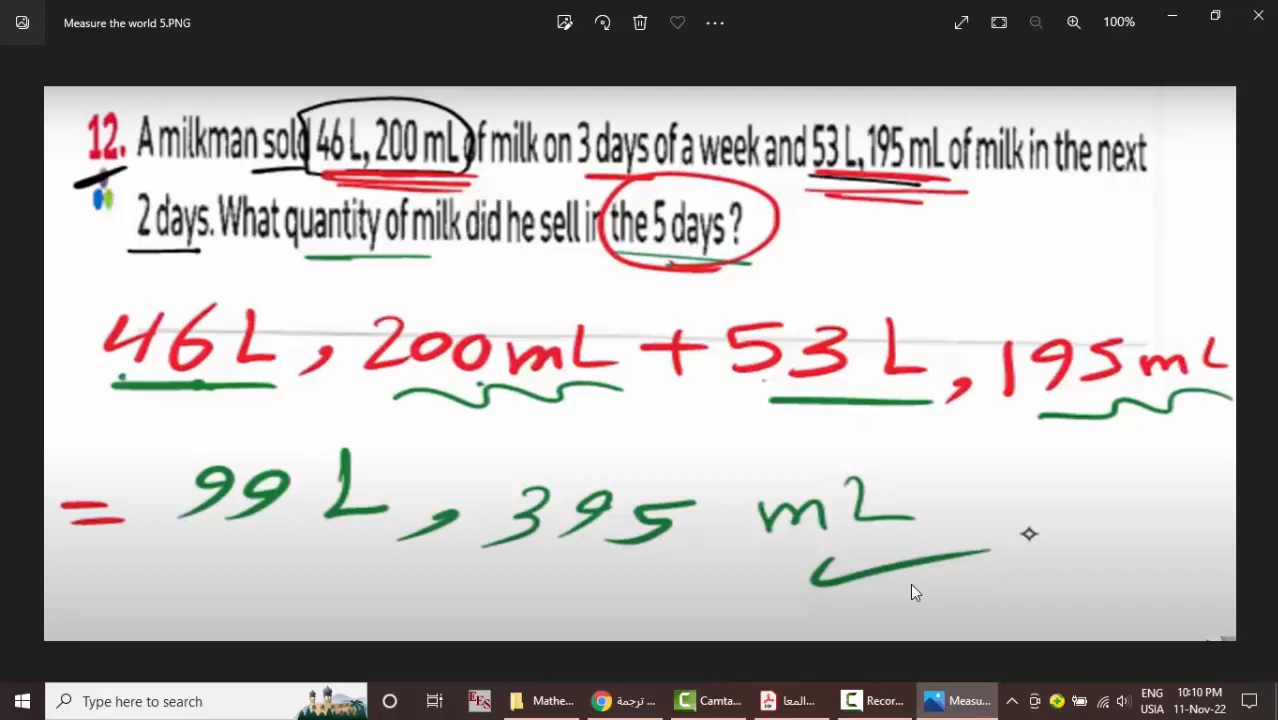 Measure the world 5.PNG
100%
12. A milkman sold 46 L, 200 mL of milk on 3 days of a week and 53 L, 195 mL of milk in the next
2 days. What quantity of milk did he sell in the 5 days?
46 L, 200 mL + 53 L, 195 mL
= 99 L, 395 mL
Type here to search
EES
Mathe...
ترجمة ...
Camta...
المعا...
Recor...
Measu...
ENG
USA
10:10 PM
11-Nov-22